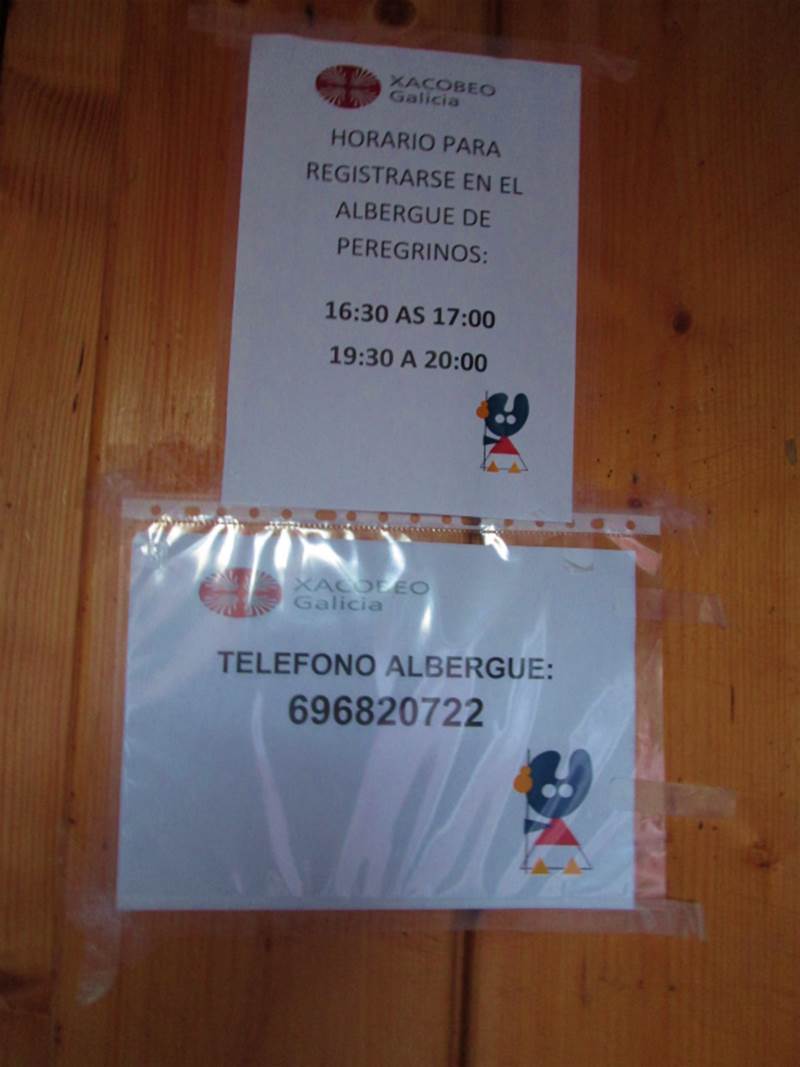 XACOBEO
Galicia
HORARIO PARA
REGISTRARSE EN EL
ALBERGUE DE
PEREGRINOS:
16:30 AS 17:00
19:30 A 20:00
XACOBEO
Galicia
TELEFONO ALBERGUE:
696820722